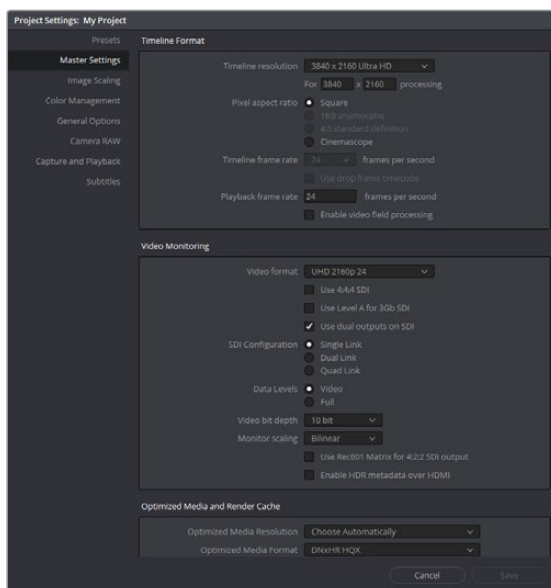 Project Settings: My Project
Presets
Master Settings
Image Scaling
Color Management
General Options
Camera RAW
Capture and Playback
Subtitles
Timeline Format
Timeline resolution 3840 x 2160 Ultra HD
For 3840 x 2160 processing
Pixel aspect ratio Square
16:9 anamorphic
4:3 standard definition
Cinemascope
Timeline frame rate 24 frames per second
Use drop frame timecode
Playback frame rate 24 frames per second
Enable video field processing
Video Monitoring
Video format UHD 2160p 24
Use 4:4:4 SDI
Use Level A for 3Gb SDI
Use dual outputs on SDI
SDI Configuration Single Link
Dual Link
Quad Link
Data Levels Video
Full
Video bit depth 10 bit
Monitor scaling Bilinear
Use Rec601 Matrix for 4:2:2 SDI output
Enable HDR metadata over HDMI
Optimized Media and Render Cache
Optimized Media Resolution Choose Automatically
Optimized Media Format DNxHR HQX
Cancel
Save